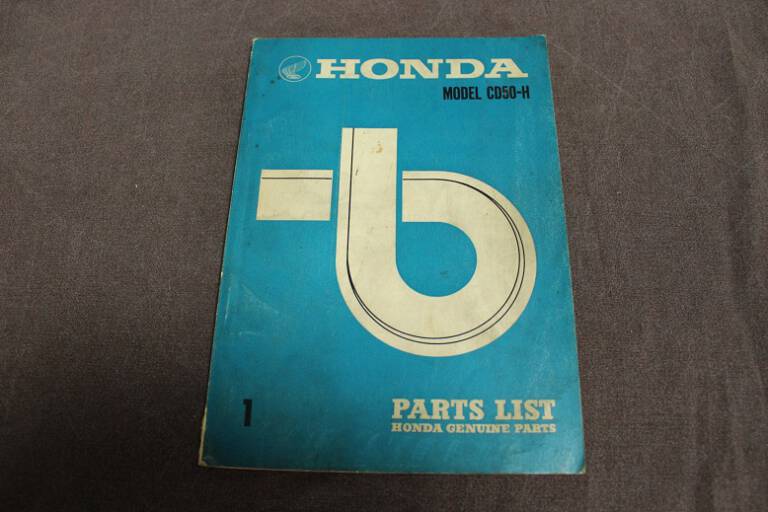 HONDA
MODEL CD50-H
1
PARTS LIST
HONDA GENUINE PARTS